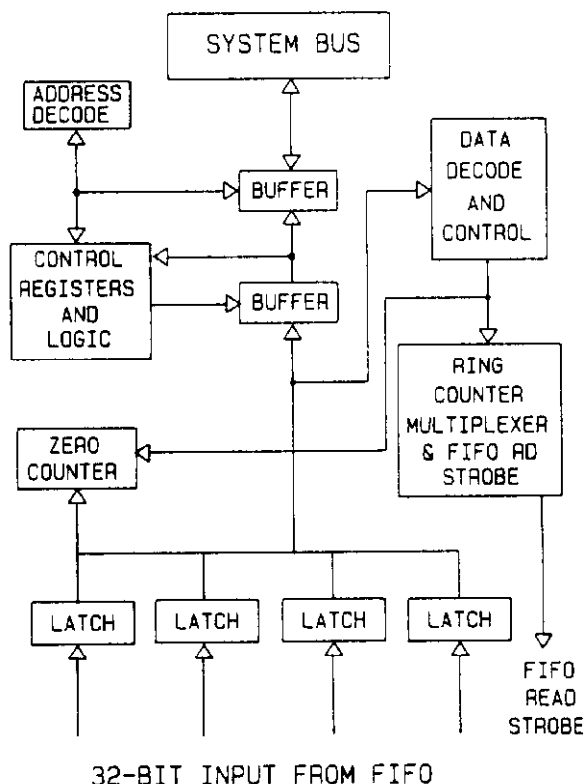 SYSTEM BUS
ADDRESS
DECODE
BUFFER
DATA
DECODE
AND
CONTROL
CONTROL
REGISTERS
AND
LOGIC
BUFFER
RING
COUNTER
MULTIPLEXER
& FIFO RD
STROBE
ZERO
COUNTER
LATCH
LATCH
LATCH
LATCH
FIFO
READ
STROBE
32-BIT INPUT FROM FIFO